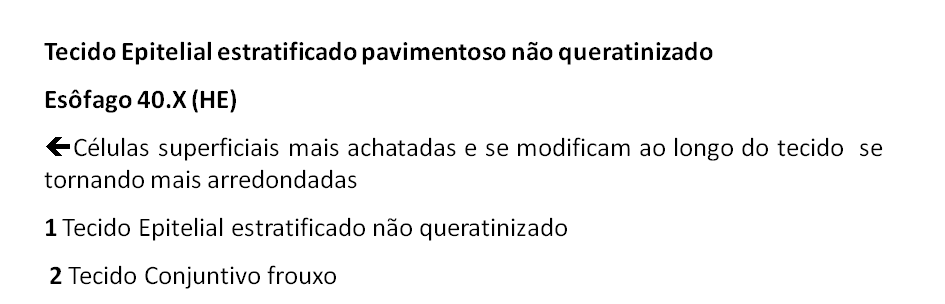 Tecido Epitelial estratificado pavimentoso não queratinizado
Esôfago 40.X (HE)
🡸Células superficiais mais achatadas e se modificam ao longo do tecido se
tornando mais arredondadas
1 Tecido Epitelial estratificado não queratinizado
2 Tecido Conjuntivo frouxo